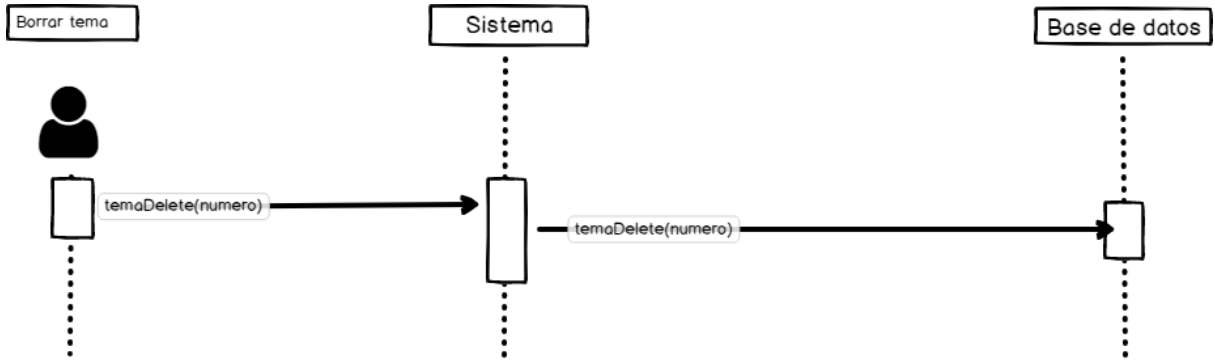 Borrar tema
Sistema
Base de datos
temaDelete(numero)
temaDelete(numero)